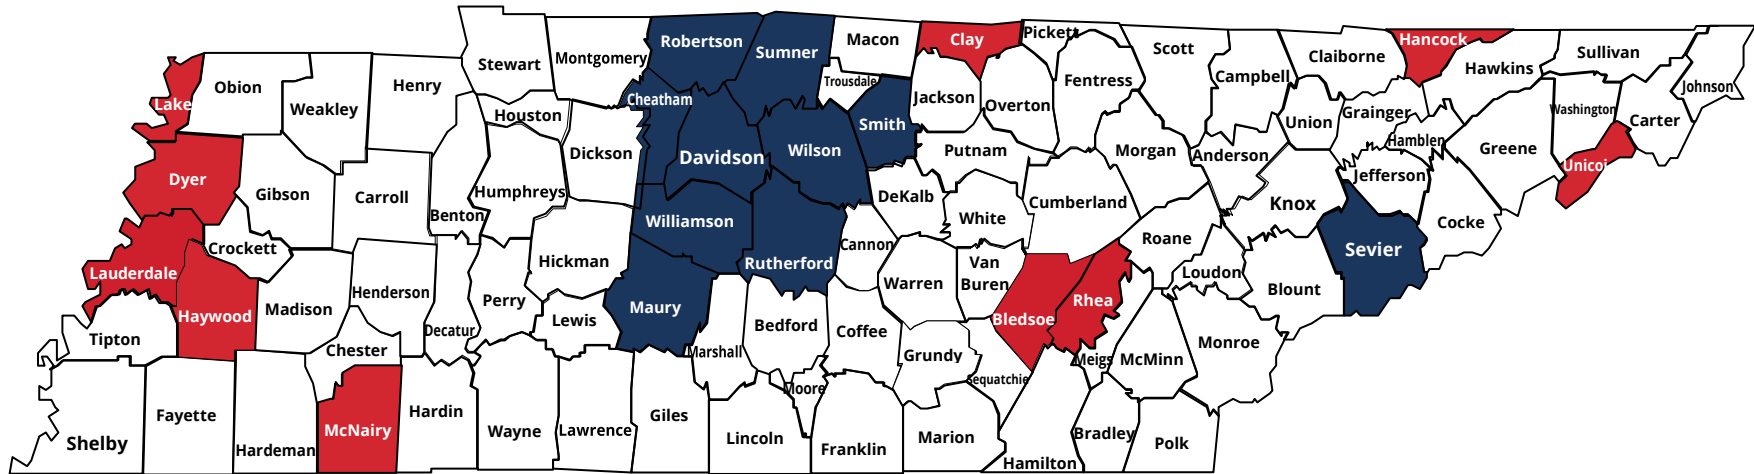 Robertson
Sumner
Macon
Clay
Pickett
Scott
Claiborne
Hancock
Hawkins
Sullivan
Johnson
Stewart
Montgomery
Trousdale
Fentress
Campbell
Lake
Obion
Weakley
Henry
Houston
Cheatham
Smith
Jackson
Overton
Union
Grainger
Hamblen
Washington
Carter
Dyer
Gibson
Carroll
Benton
Humphreys
Dickson
Davidson
Wilson
Putnam
Morgan
Anderson
Jefferson
Greene
Unicoi
Crockett
Williamson
DeKalb
White
Cumberland
Knox
Cocke
Lauderdale
Haywood
Madison
Henderson
Decatur
Perry
Hickman
Rutherford
Cannon
Warren
Van
Buren
Roane
Loudon
Blount
Sevier
Tipton
Chester
Lewis
Maury
Marshall
Bedford
Coffee
Grundy
Sequatchie
Bledsoe
Rhea
Meigs
McMinn
Monroe
Shelby
Fayette
Hardeman
McNairy
Hardin
Wayne
Lawrence
Giles
Lincoln
Moore
Franklin
Marion
Hamilton
Bradley
Polk